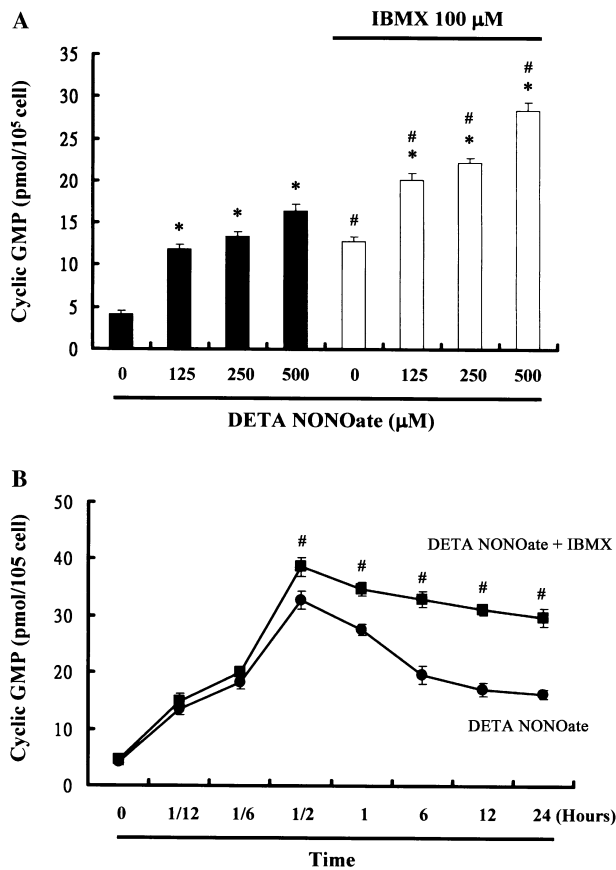 A
IBMX 100 μM
Cyclic GMP (pmol/10⁵ cell)
40
35
30
25
20
15
10
5
0
* * * # # * # * # *
0 125 250 500 0 125 250 500
DETA NONOate (μM)
B
Cyclic GMP (pmol/105 cell)
50
40
30
20
10
0
# # # # #
DETA NONOate + IBMX
DETA NONOate
0 1/12 1/6 1/2 1 6 12 24 (Hours)
Time